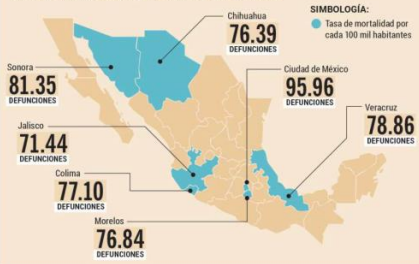 Chihuahua
76.39
DEFUNCIONES
SIMBOLOGÍA:
Tasa de mortalidad por
cada 100 mil habitantes
Sonora
81.35
DEFUNCIONES
Ciudad de México
95.96
DEFUNCIONES
Veracruz
78.86
DEFUNCIONES
Jalisco
71.44
DEFUNCIONES
Colima
77.10
DEFUNCIONES
Morelos
76.84
DEFUNCIONES